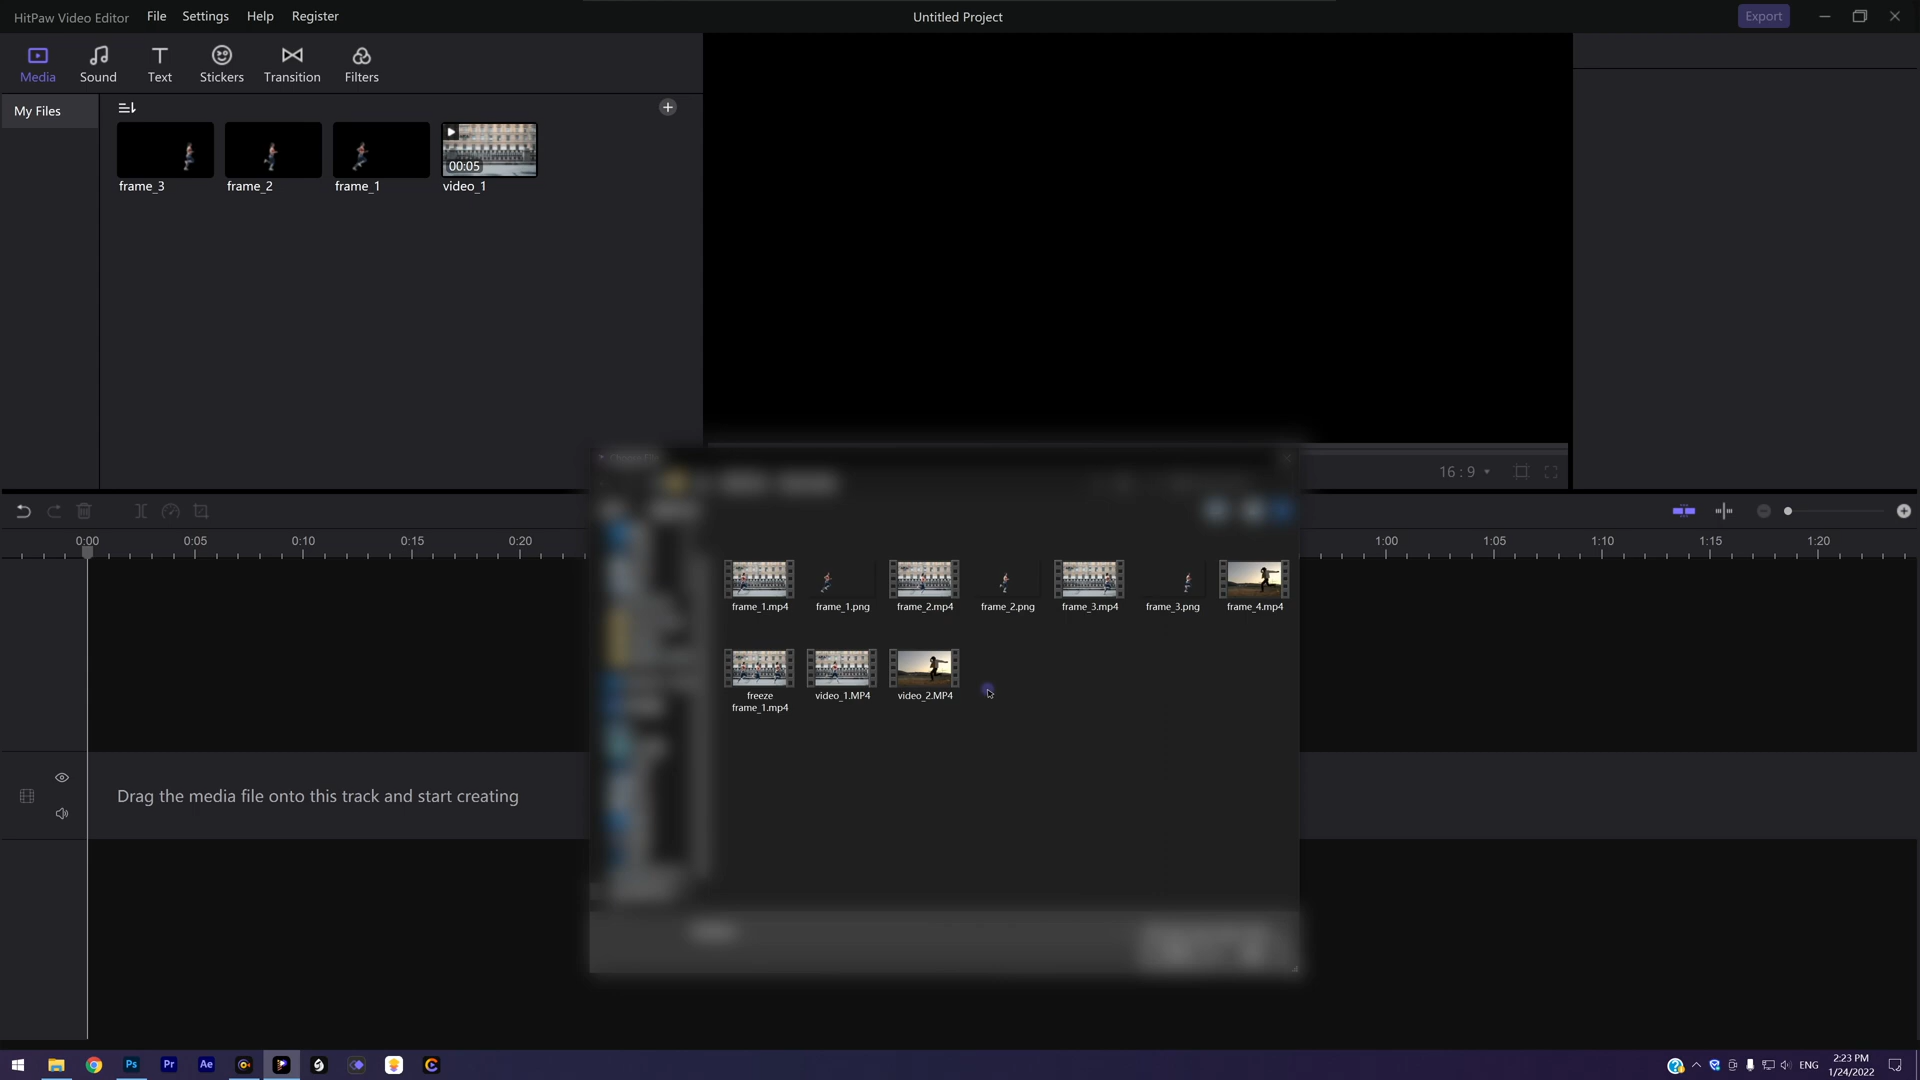 HitPaw Video Editor File Settings Help Register Untitled Project Export
Media Sound Text Stickers Transition Filters
My Files
00:05
frame_3 frame_2 frame_1 video_1
16 : 9
0:00 0:05 0:10 0:15 0:20 1:00 1:05 1:10 1:15 1:20
frame_1.mp4 frame_1.png frame_2.mp4 frame_2.png frame_3.mp4 frame_3.png frame_4.mp4
freeze video_1.MP4 video_2.MP4
frame_1.mp4
Drag the media file onto this track and start creating
Ps Pr Ae ENG 2:23 PM
1/24/2022